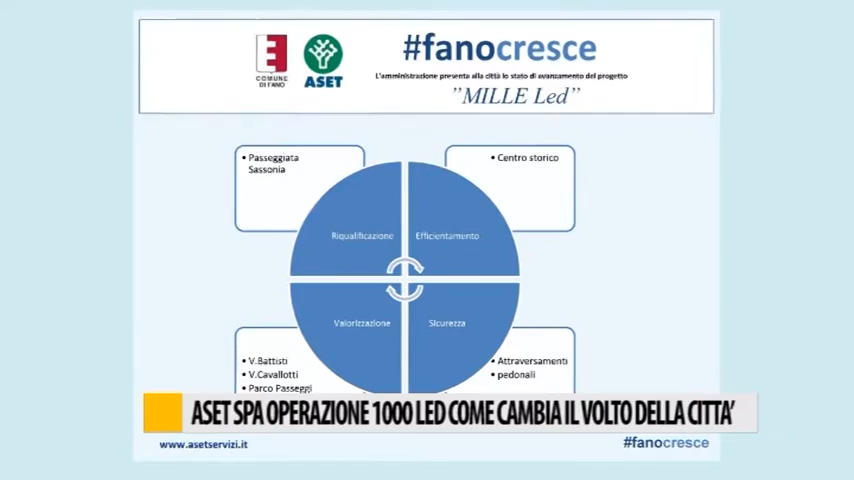 #fanocresce
COMUNE
DI FANO
ASET
L'amministrazione presenta alla città lo stato di avanzamento del progetto
"MILLE Led"
• Passeggiata
Sassonia
• Centro storico
Riqualificazione
Efficientamento
Valorizzazione
Sicurezza
• V.Battisti
• V.Cavallotti
• Parco Passeggi
• Attraversamenti
• pedonali
ASET SPA OPERAZIONE 1000 LED COME CAMBIA IL VOLTO DELLA CITTA'
www.asetservizi.it
#fanocresce